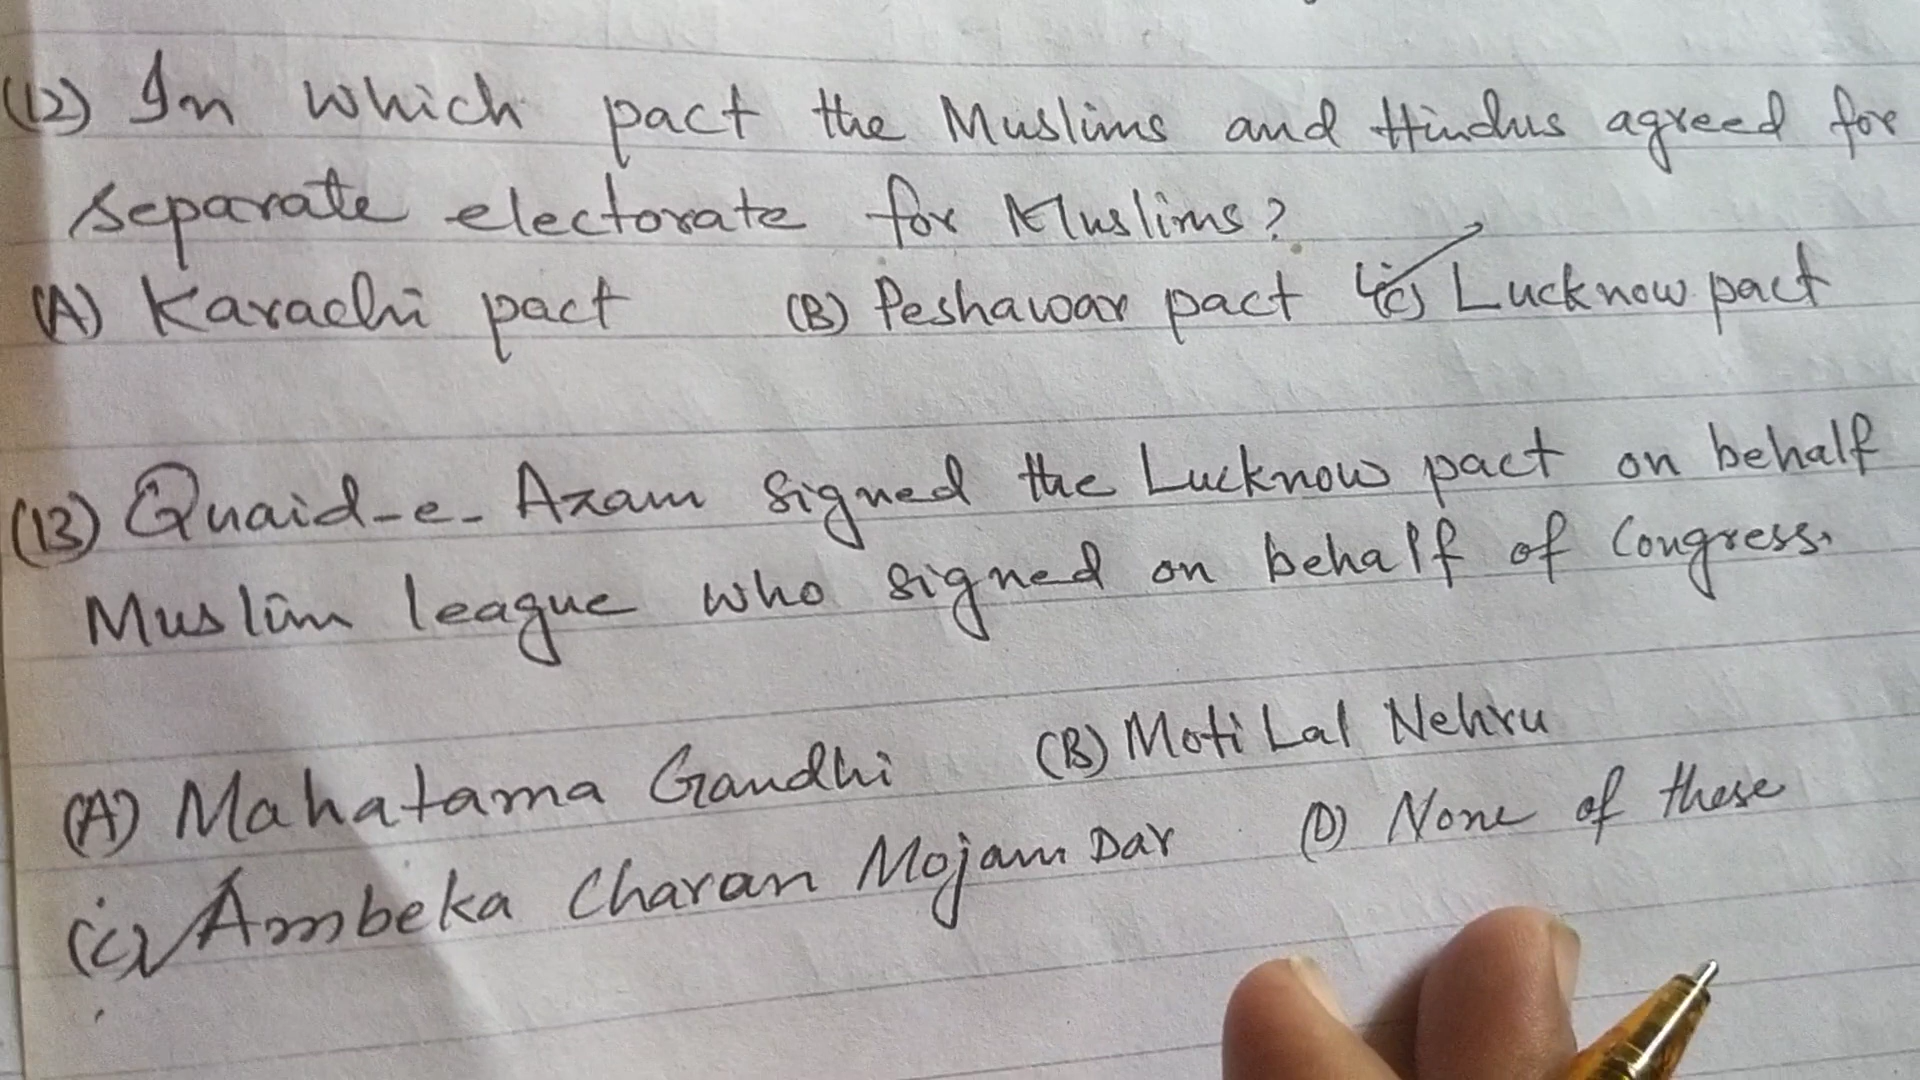 (12) In which pact the Muslims and Hindus agreed for
separate electorate for Muslims?
(A) Karachi pact (B) Peshawar pact (C) Lucknow pact
(13) Quaid-e-Azam signed the Lucknow pact on behalf
Muslim league who signed on behalf of Congress.
(A) Mahatama Gandhi (B) Moti Lal Nehru
(C) Ambeka Charan Mojam Dar (D) None of these